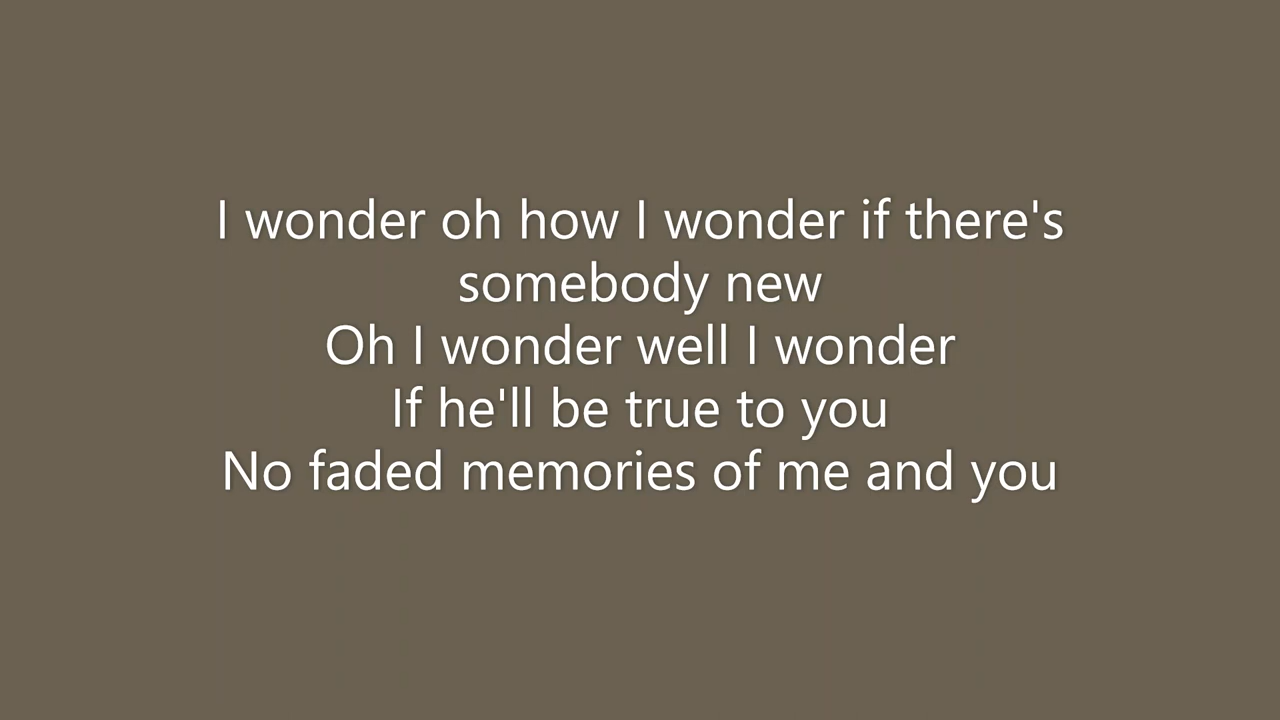 I wonder oh how I wonder if there's
somebody new
Oh I wonder well I wonder
If he'll be true to you
No faded memories of me and you